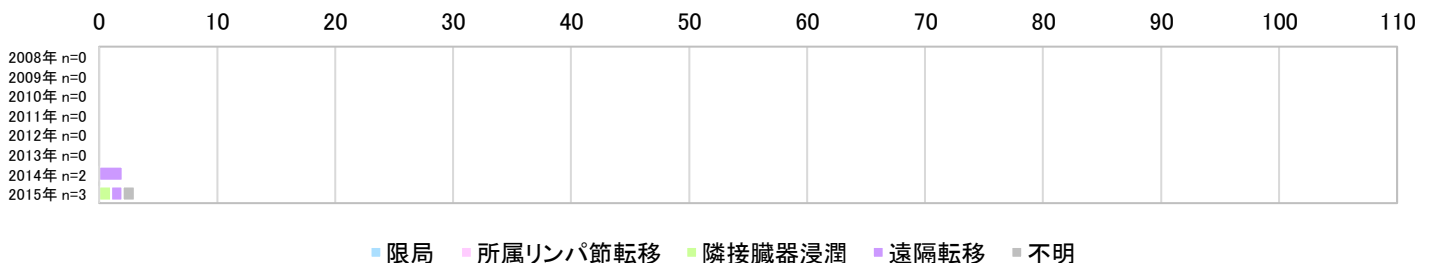 0 10 20 30 40 50 60 70 80 90 100 110
2008年 n=0
2009年 n=0
2010年 n=0
2011年 n=0
2012年 n=0
2013年 n=0
2014年 n=2
2015年 n=3
限局 所属リンパ節転移 隣接臓器浸潤 遠隔転移 不明